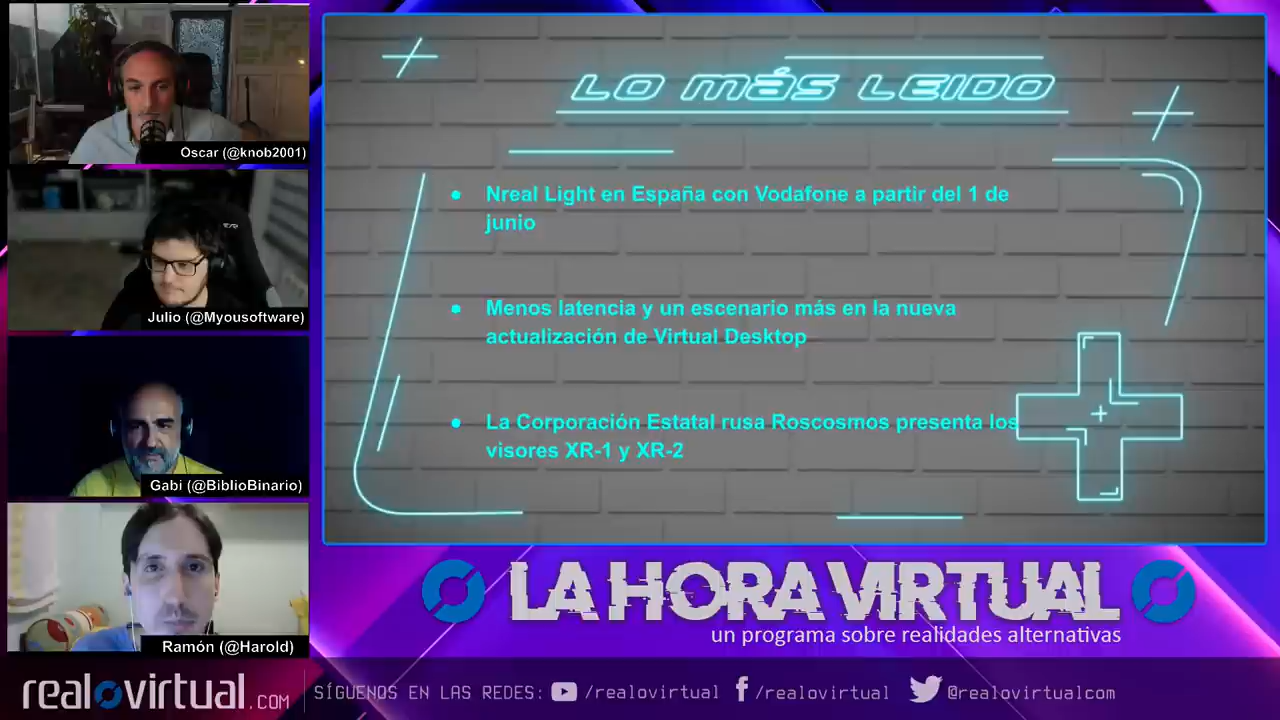 Oscar (@knob2001)
Julio (@Myousoftware)
Gabi (@BiblioBinario)
Ramón (@Harold)
LO MÁS LEIDO
• Nreal Light en España con Vodafone a partir del 1 de
junio
• Menos latencia y un escenario más en la nueva
actualización de Virtual Desktop
• La Corporación Estatal rusa Roscosmos presenta los
visores XR-1 y XR-2
LA HORA VIRTUAL
un programa sobre realidades alternativas
realovirtual.com
SÍGUENOS EN LAS REDES: /realovirtual /realovirtual @realovirtualcom